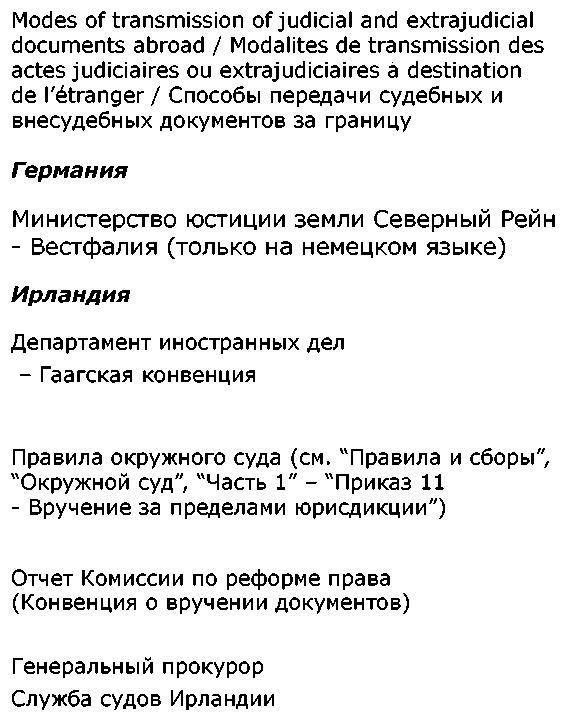 Modes of transmission of judicial and extrajudicial
documents abroad / Modalites de transmission des
actes judiciaires ou extrajudiciaires à destination
de l’étranger / Способы передачи судебных и
внесудебных документов за границу
Германия
Министерство юстиции земли Северный Рейн
- Вестфалия (только на немецком языке)
Ирландия
Департамент иностранных дел
– Гаагская конвенция
Правила окружного суда (см. “Правила и сборы”,
“Окружной суд”, “Часть 1” – “Приказ 11
- Вручение за пределами юрисдикции”)
Отчет Комиссии по реформе права
(Конвенция о вручении документов)
Генеральный прокурор
Служба судов Ирландии